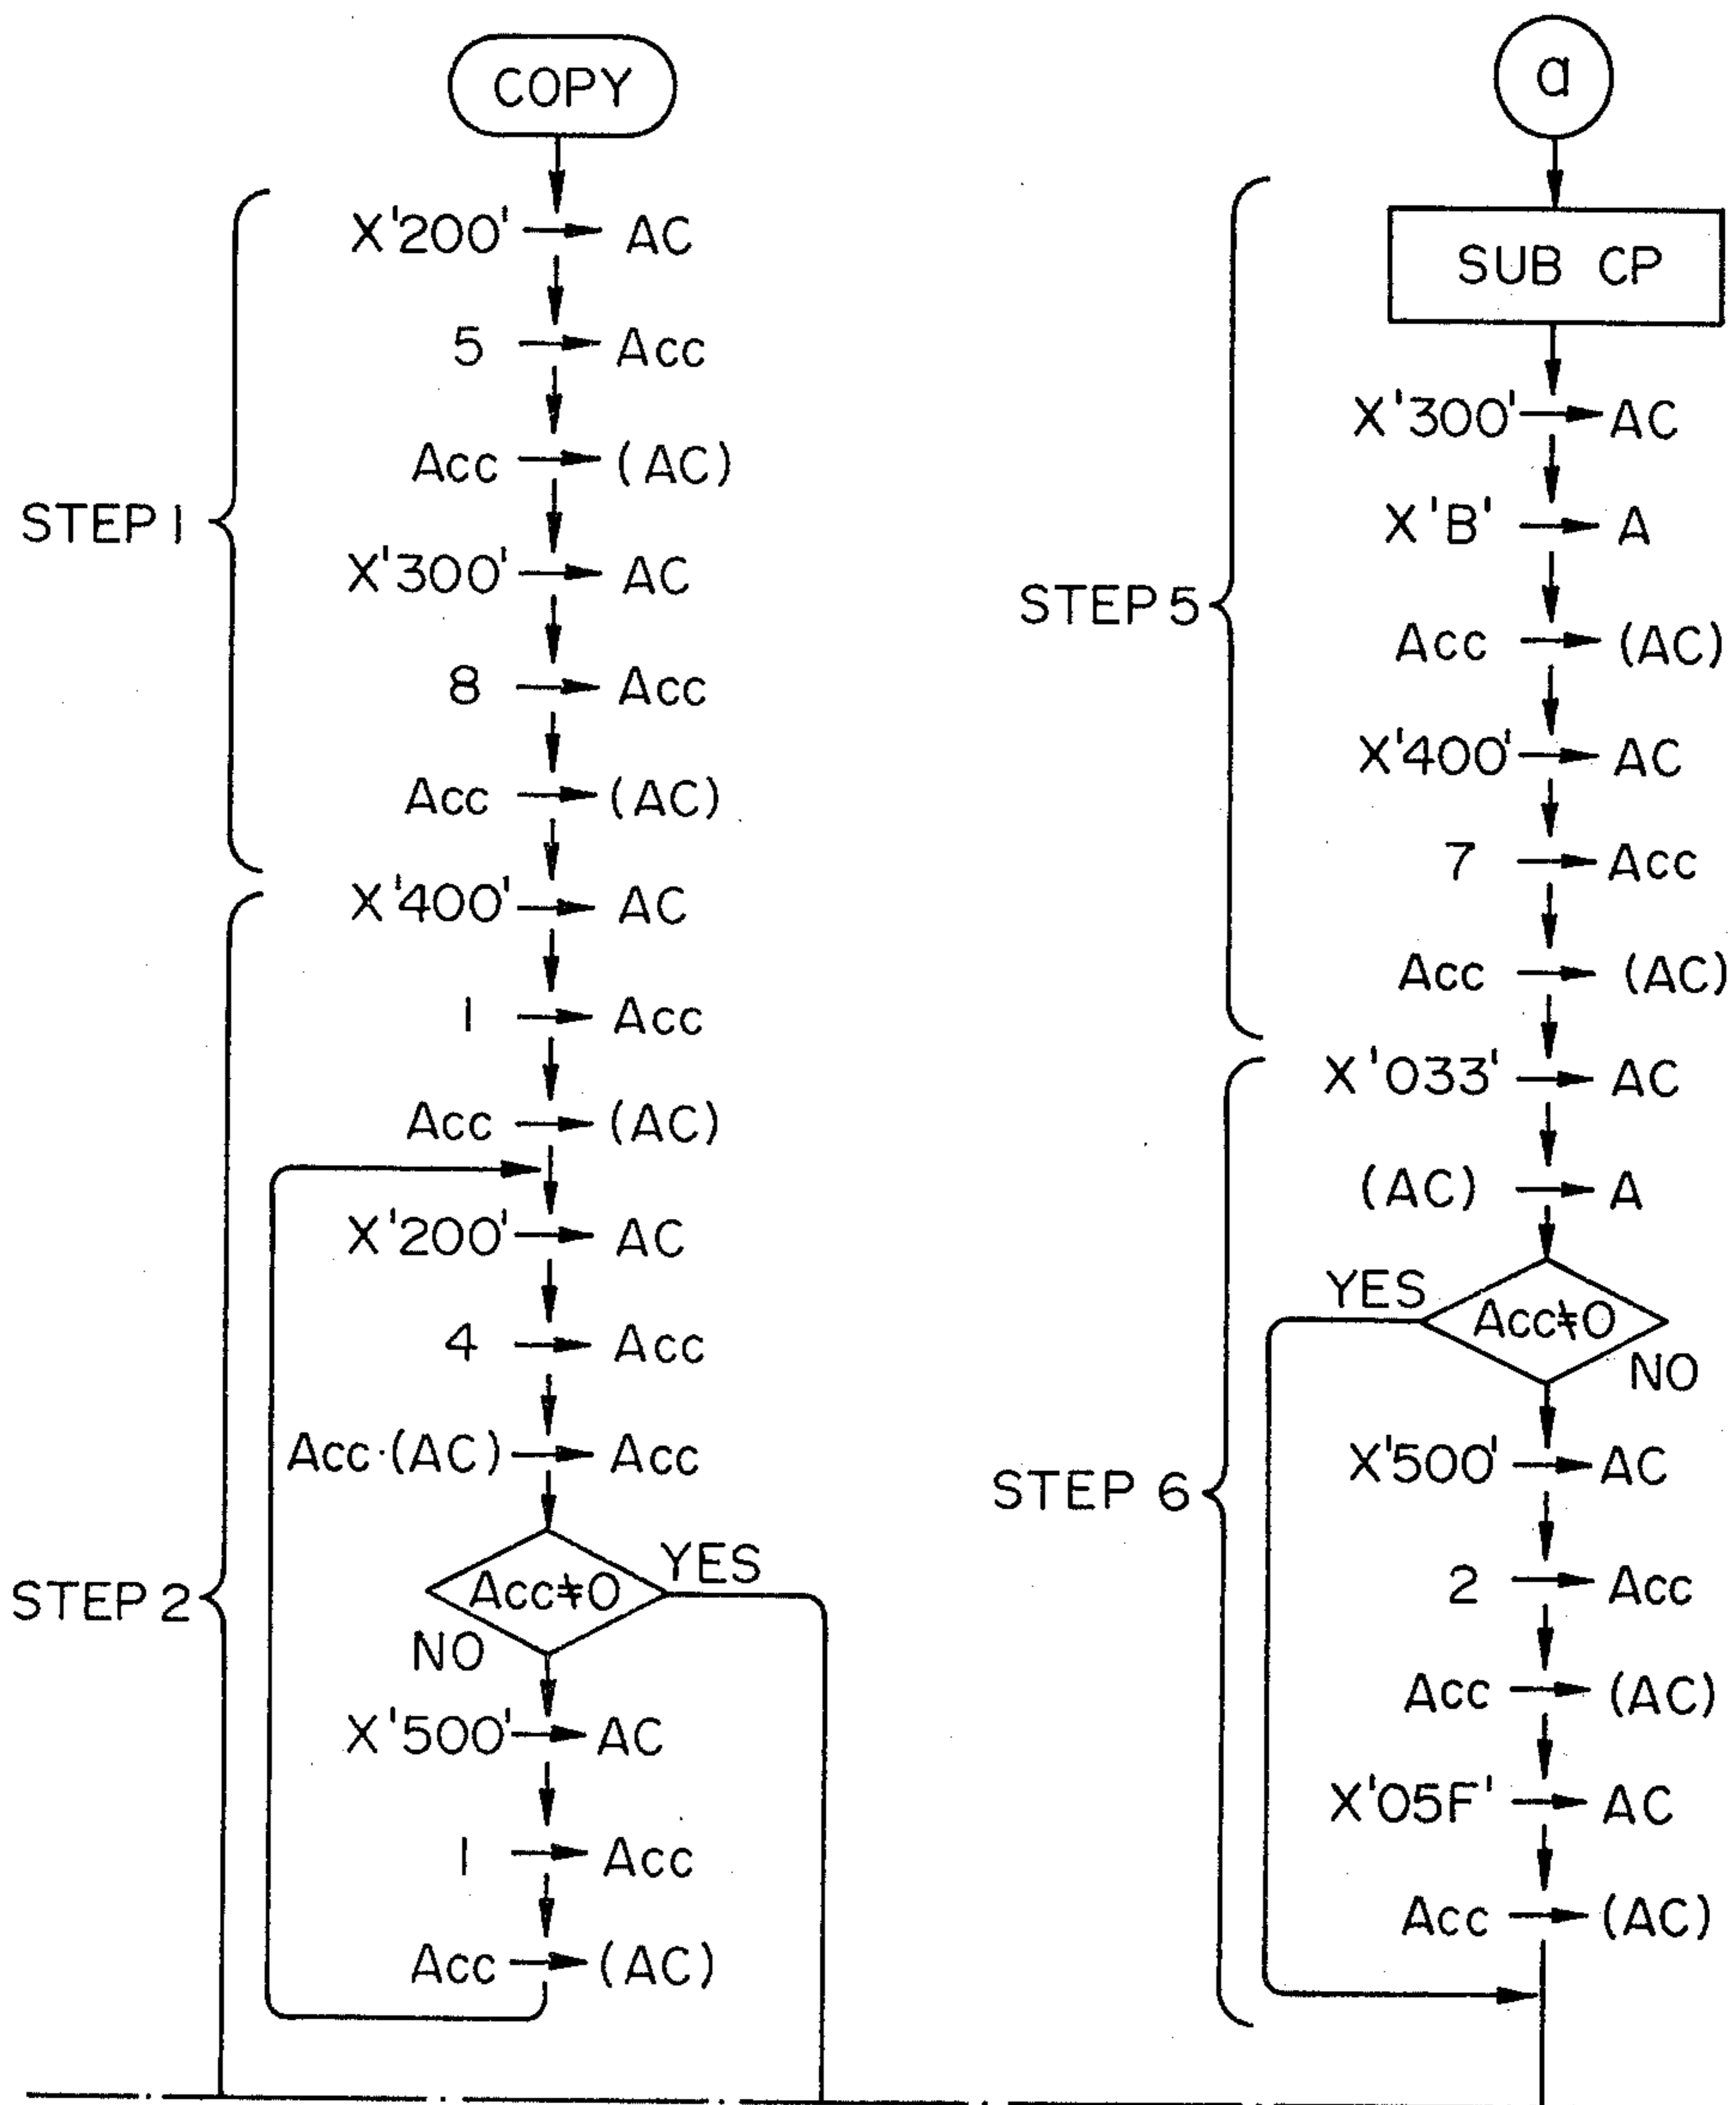 COPY
X'200' → AC
5 → Acc
Acc → (AC)
STEP 1
X'300' → AC
8 → Acc
Acc → (AC)
X'400' → AC
1 → Acc
Acc → (AC)
X'200' → AC
4 → Acc
Acc·(AC) → Acc
Acc≠0
YES
STEP 2
NO
X'500' → AC
1 → Acc
Acc → (AC)
a
SUB CP
X'300' → AC
X'B' → A
STEP 5
Acc → (AC)
X'400' → AC
7 → Acc
Acc → (AC)
X'033' → AC
(AC) → A
YES
Acc≠0
NO
X'500' → AC
STEP 6
2 → Acc
Acc → (AC)
X'05F' → AC
Acc → (AC)